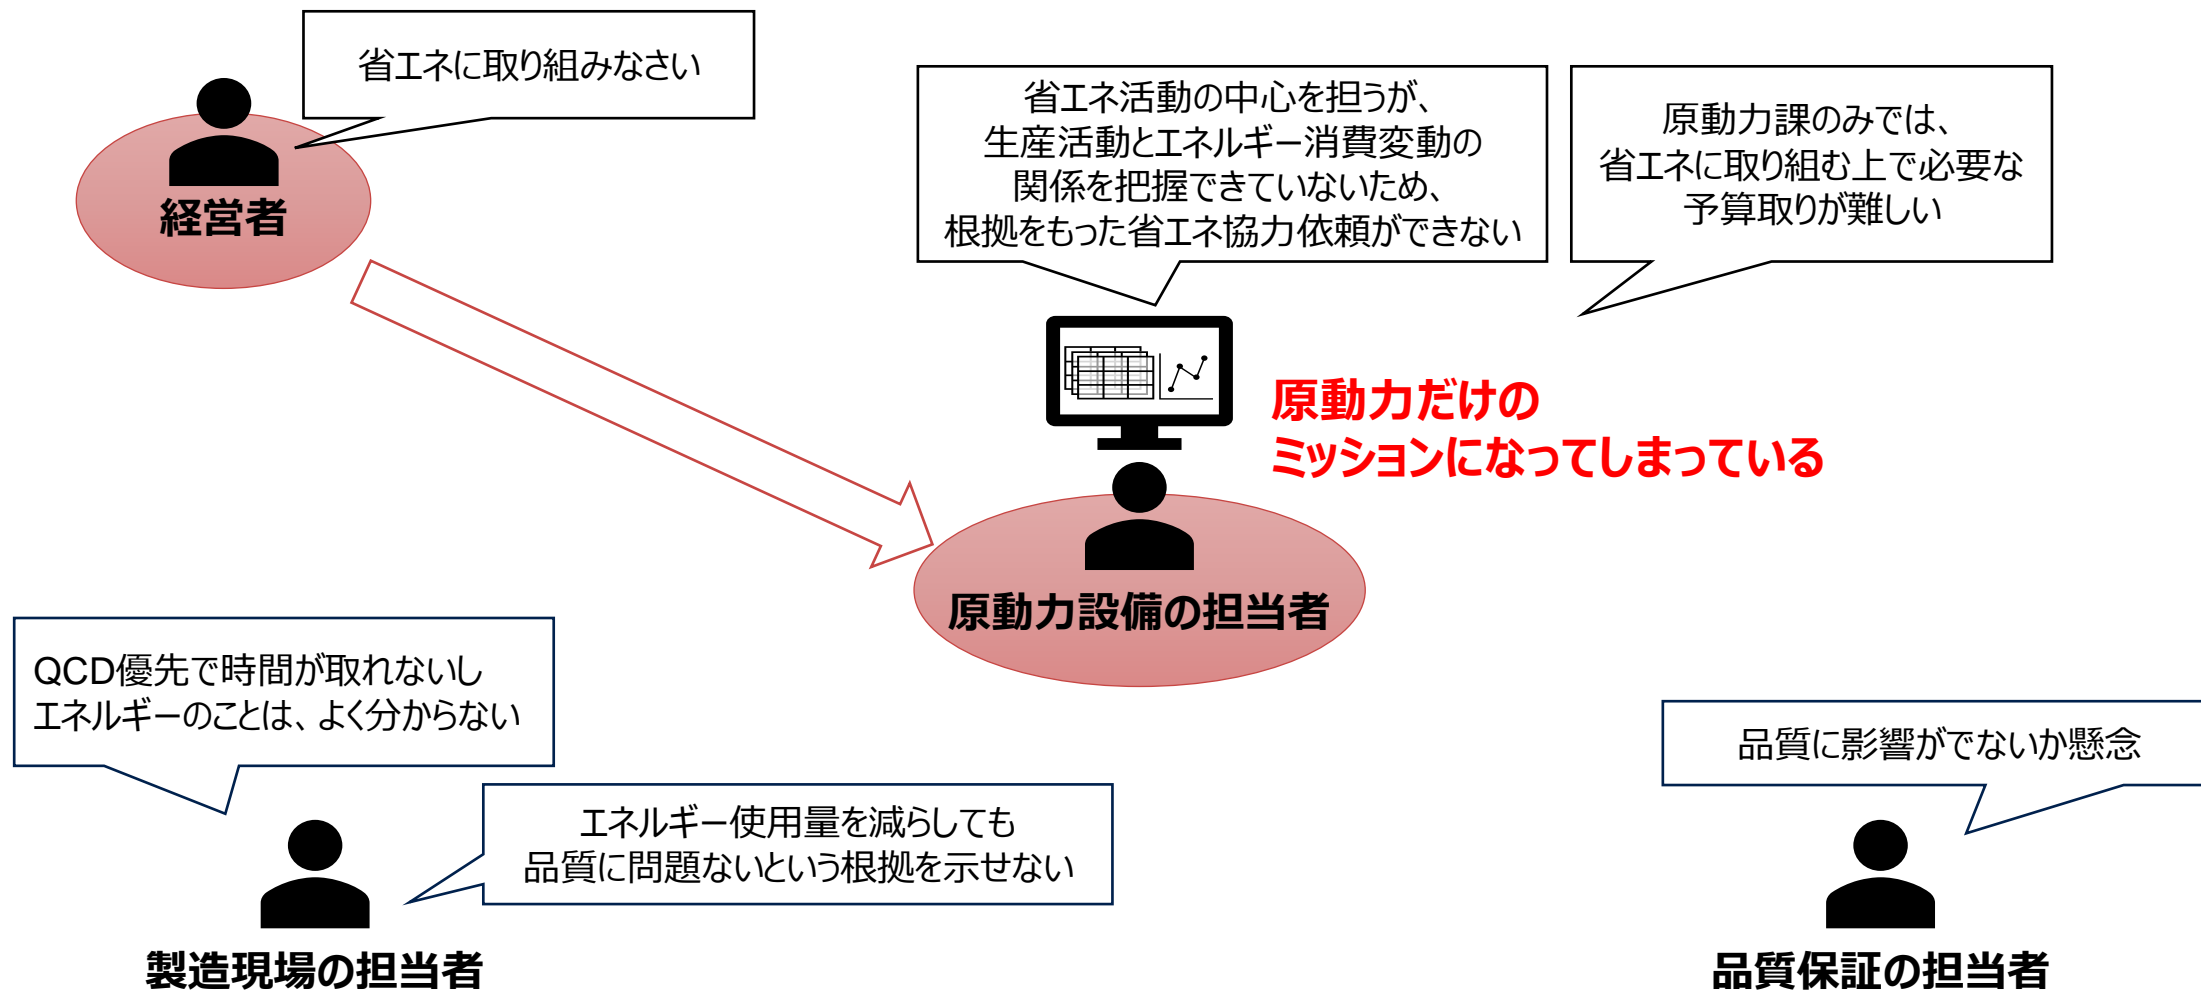 省エネに取り組みなさい
経営者
省エネ活動の中心を担うが、
生産活動とエネルギー消費変動の
関係を把握できていないため、
根拠をもった省エネ協力依頼ができない
原動力課のみでは、
省エネに取り組む上で必要な
予算取りが難しい
原動力だけの
ミッションになってしまっている
原動力設備の担当者
QCD優先で時間が取れないし
エネルギーのことは、よく分からない
エネルギー使用量を減らしても
品質に問題ないという根拠を示せない
製造現場の担当者
品質に影響がでないか懸念
品質保証の担当者